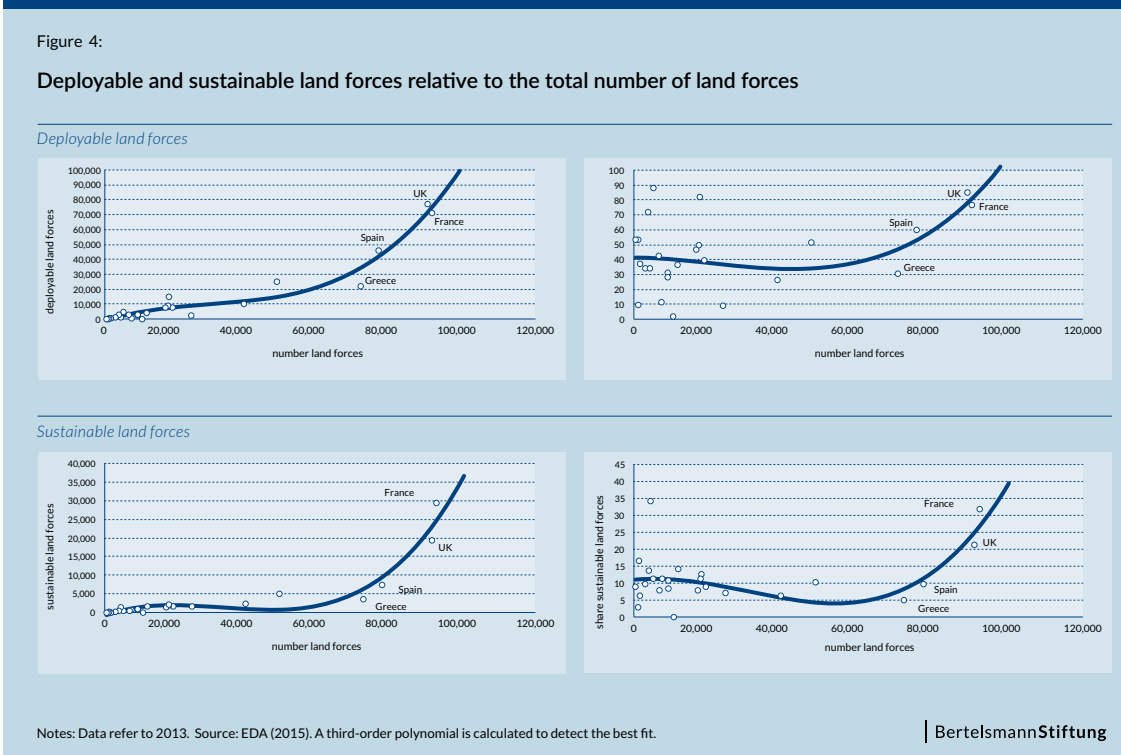 Figure 4:
Deployable and sustainable land forces relative to the total number of land forces
Deployable land forces
deployable land forces
100,000
90,000
80,000
70,000
60,000
50,000
40,000
30,000
20,000
10,000
0
UK
France
Spain
Greece
0 20,000 40,000 60,000 80,000 100,000 120,000
number land forces
100
90
80
70
60
50
40
30
20
10
0
UK
France
Spain
Greece
0 20,000 40,000 60,000 80,000 100,000 120,000
number land forces
Sustainable land forces
sustainable land forces
40,000
35,000
30,000
25,000
20,000
15,000
10,000
5,000
0
France
UK
Spain
Greece
0 20,000 40,000 60,000 80,000 100,000 120,000
number land forces
share sustainable land forces
45
40
35
30
25
20
15
10
5
0
France
UK
Spain
Greece
0 20,000 40,000 60,000 80,000 100,000 120,000
number land forces
Notes: Data refer to 2013. Source: EDA (2015). A third-order polynomial is calculated to detect the best fit.
BertelsmannStiftung